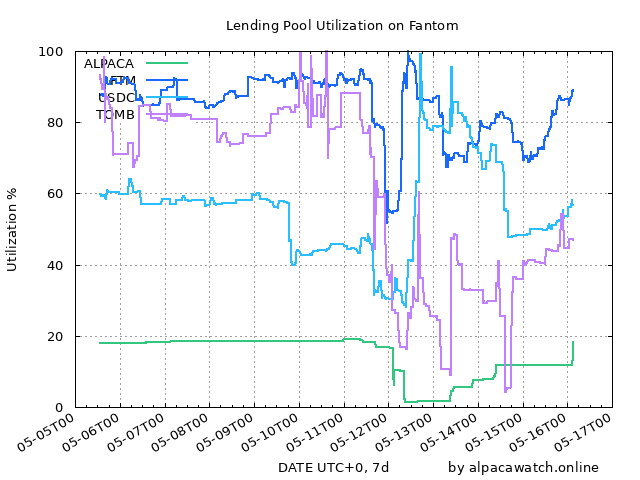 Lending Pool Utilization on Fantom
ALPACA
FTM
USDC
TOMB
100
80
60
40
20
0
Utilization %
05-05T00
05-06T00
05-07T00
05-08T00
05-09T00
05-10T00
05-11T00
05-12T00
05-13T00
05-14T00
05-15T00
05-16T00
05-17T00
DATE UTC+0, 7d
by alpacawatch.online